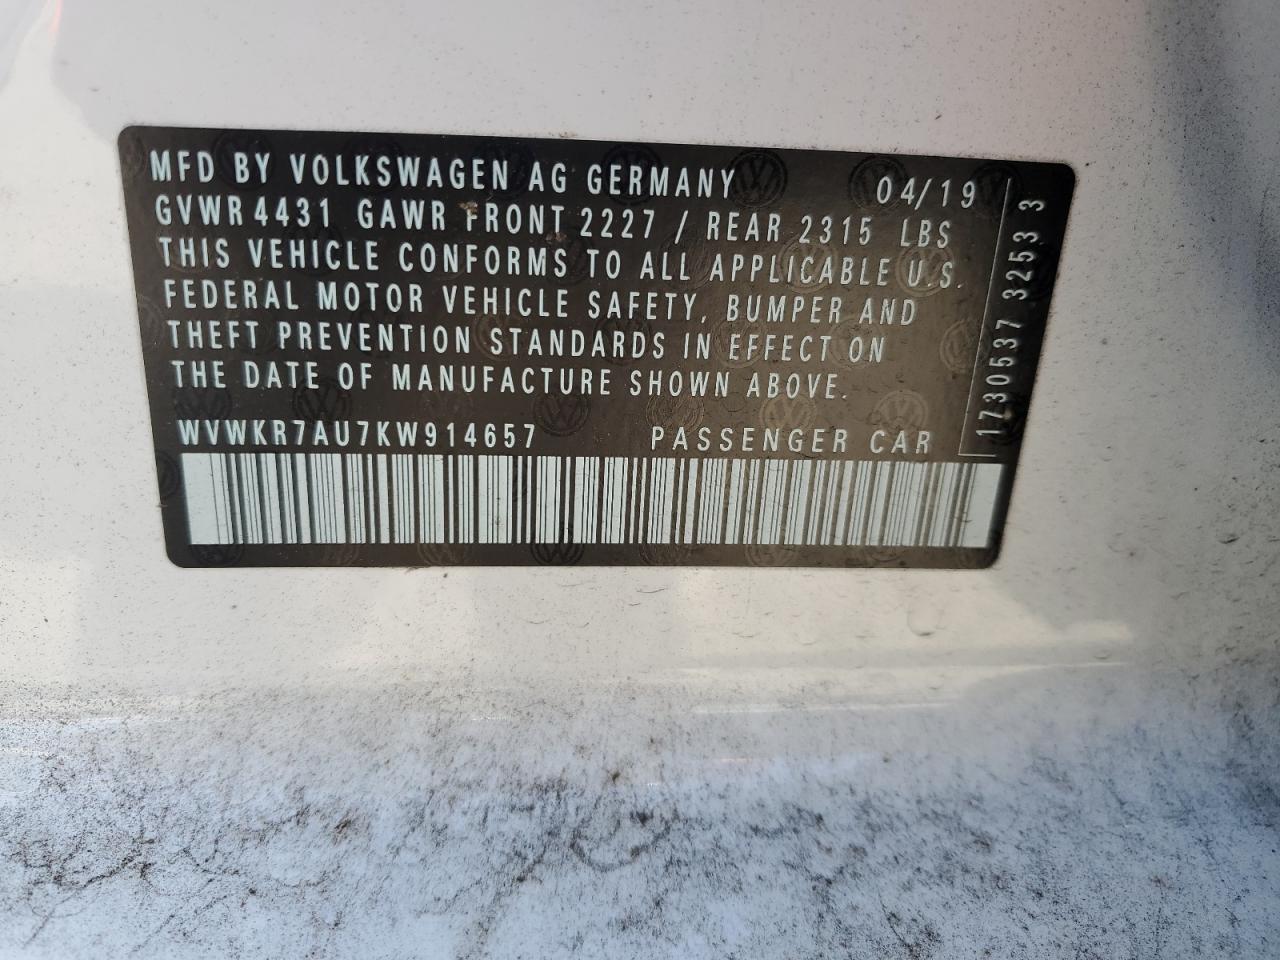 MFD BY VOLKSWAGEN AG GERMANY 04/19
GVWR 4431 GAWR FRONT 2227 / REAR 2315 LBS
THIS VEHICLE CONFORMS TO ALL APPLICABLE U.S.
FEDERAL MOTOR VEHICLE SAFETY, BUMPER AND
THEFT PREVENTION STANDARDS IN EFFECT ON
THE DATE OF MANUFACTURE SHOWN ABOVE.
WVWKR7AU7KW914657 PASSENGER CAR
1730537 3253 3